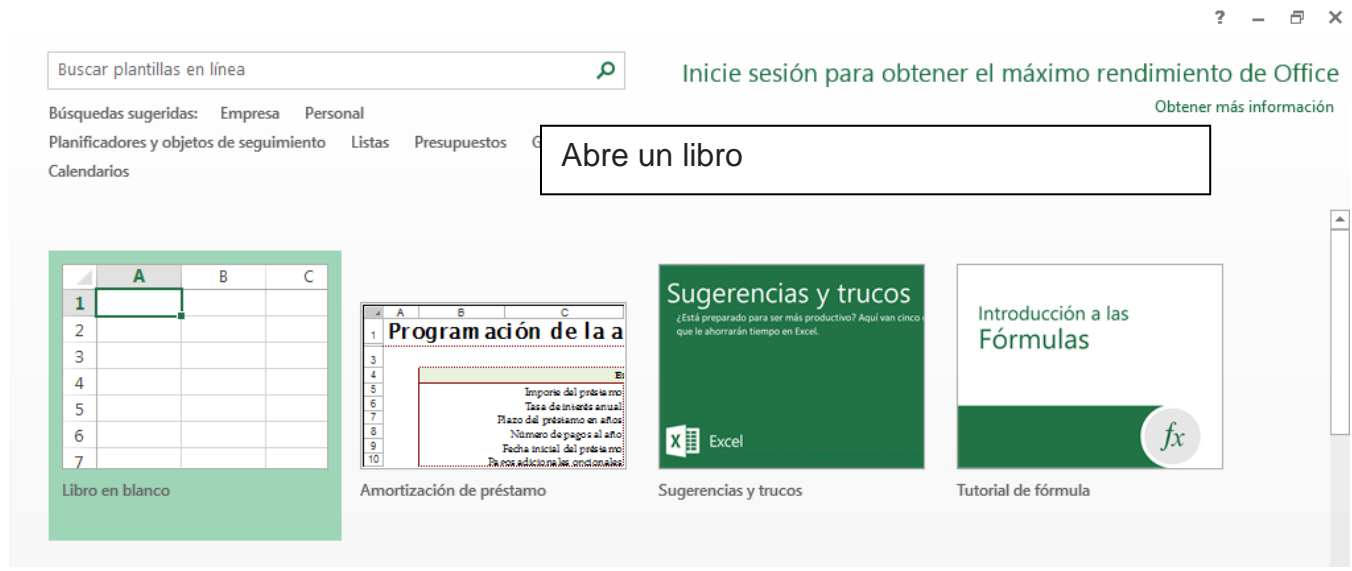 ?
Buscar plantillas en línea
Inicie sesión para obtener el máximo rendimiento de Office
Obtener más información
Búsquedas sugeridas: Empresa Personal
Planificadores y objetos de seguimiento Listas Presupuestos G
Calendarios
Abre un libro
A B C
1
2
3
4
5
6
7
Libro en blanco
A B C
1 Programación de la a
3
4 E
5 Importe del préstamo
6 Tasa de interés anual
7 Plazo del préstamo en años
8 Número de pagos al año
9 Fecha inicial del préstamo
10 Pagos adicionales opcionales
Amortización de préstamo
Sugerencias y trucos
¿Está preparado para ser más productivo? Aquí van cinco
que le ahorrarán tiempo en Excel.
X Excel
Sugerencias y trucos
Introducción a las
Fórmulas
fx
Tutorial de fórmula